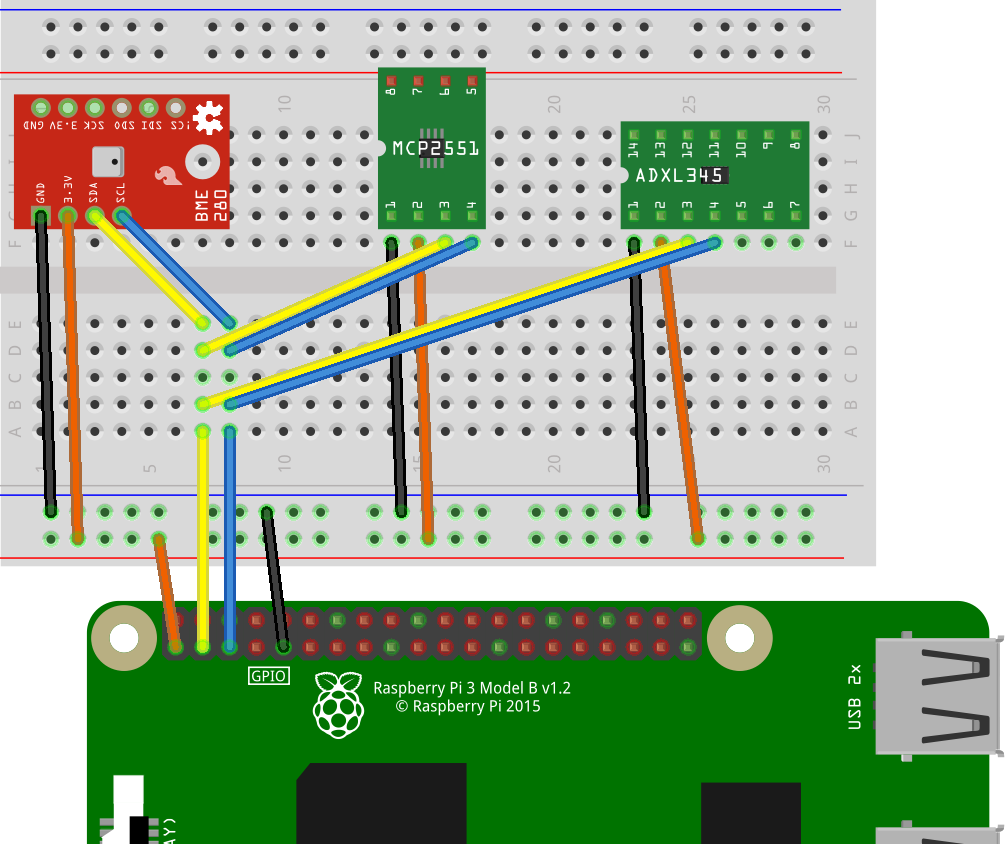 10
20
25
30
8
7
6
5
GND
3.3V
SCK
SDO
SDI
!CS
J
I
H
G
F
14
13
12
11
10
9
8
MCP2551
ADXL345
GND
3.3V
SDA
SCL
BME
280
1
2
3
4
1
2
3
4
5
6
7
J
I
H
F
E
D
C
B
A
E
D
C
B
A
1
5
10
15
20
25
30
GPIO
Raspberry Pi 3 Model B v1.2
© Raspberry Pi 2015
USB 2x
AY)